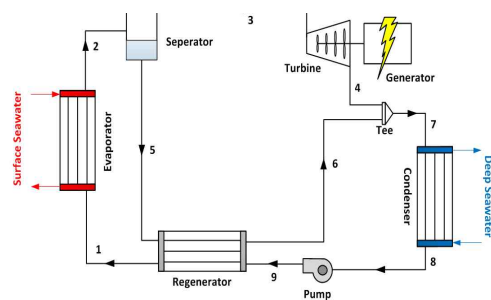 3
2
Seperator
Turbine
Generator
4
Tee
7
Surface Seawater
Evaporator
5
6
Condenser
Deep Seawater
1
Regenerator
9
Pump
8